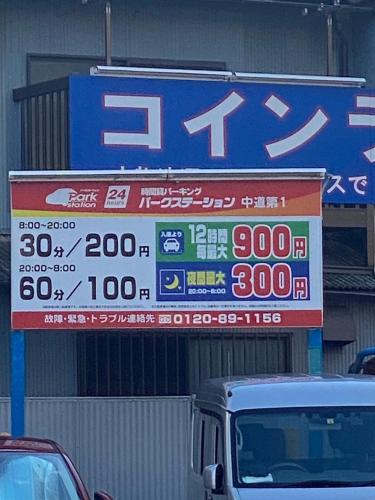 コインラ
スで
Park station
24 hours
時間貸パーキング
パークステーション 中道第1
8:00~20:00
30分/200円
20:00~8:00
60分/100円
入庫より
12時間毎最大 900円
夜間最大 300円
20:00~8:00
故障・緊急・トラブル連絡先 0120-89-1156